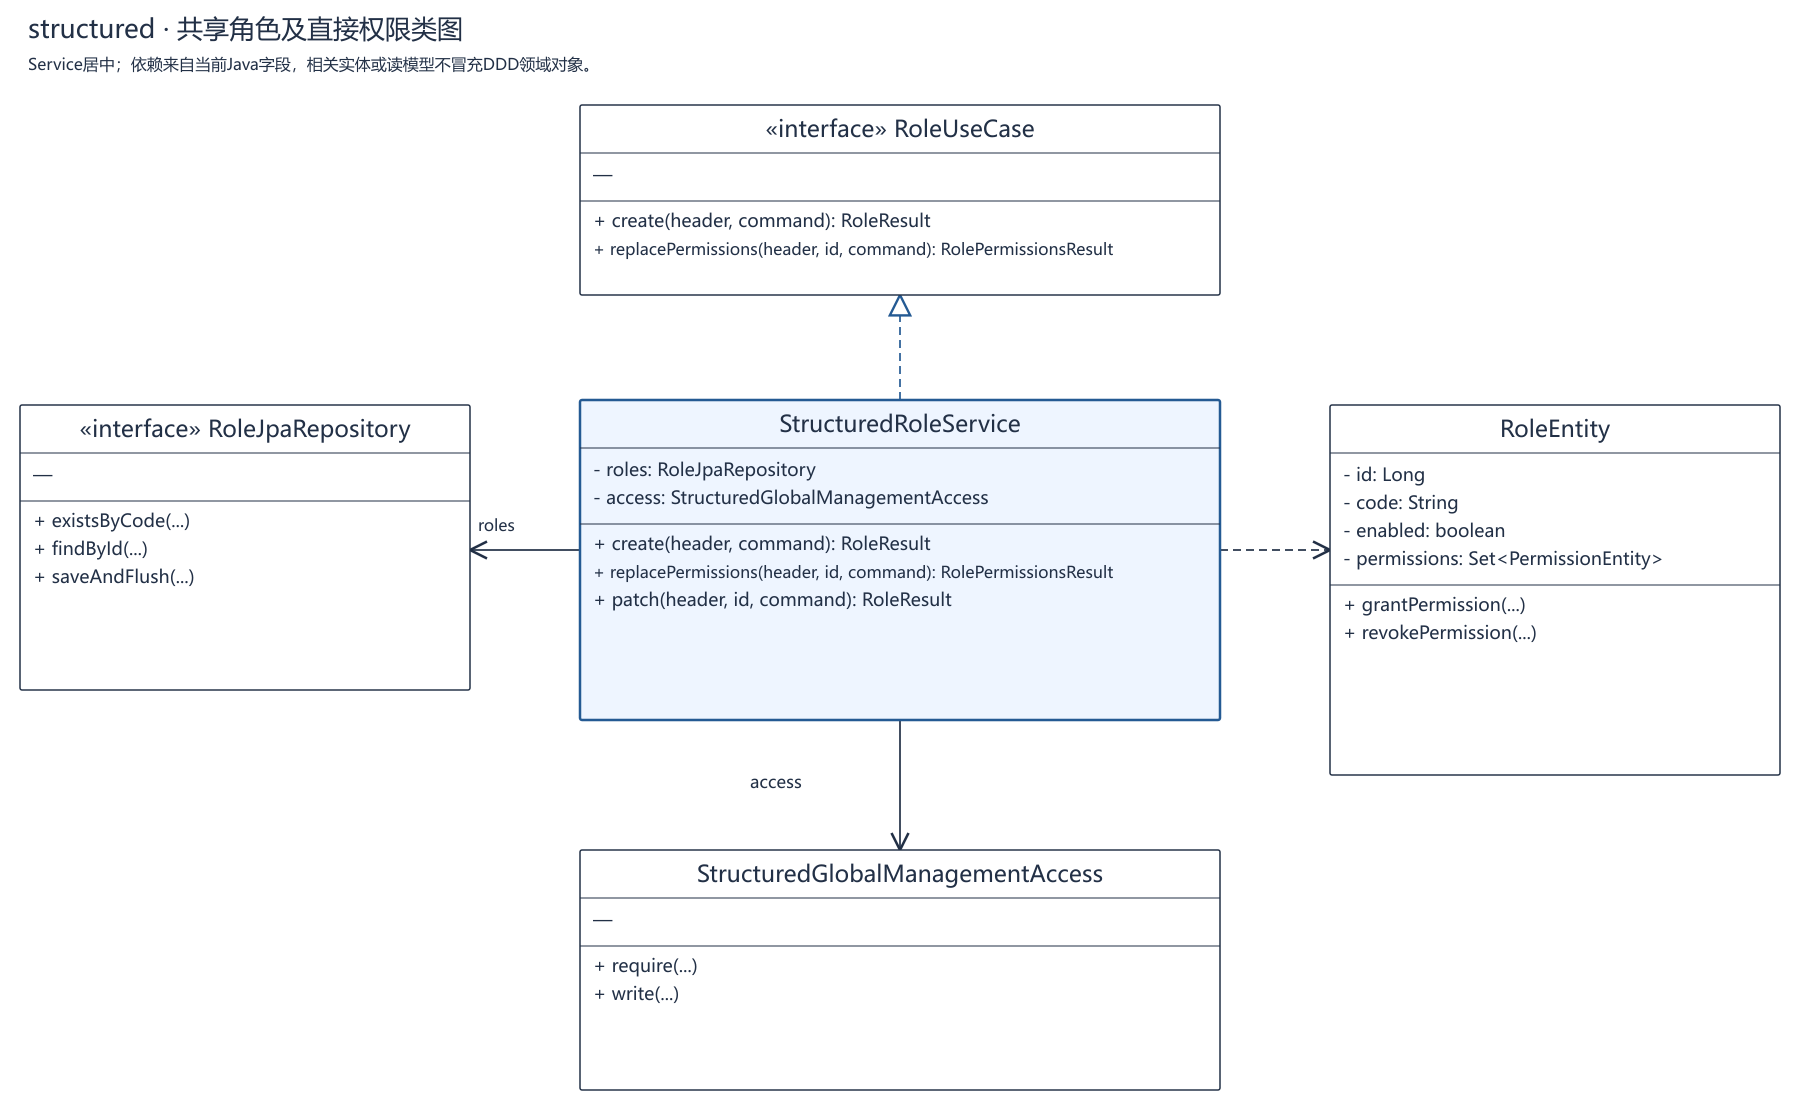 structured · 共享角色及直接权限类图
Service居中；依赖来自当前Java字段，相关实体或读模型不冒充DDD领域对象。
«interface» RoleUseCase
—
+ create(header, command): RoleResult
+ replacePermissions(header, id, command): RolePermissionsResult
«interface» RoleJpaRepository
—
+ existsByCode(...)
+ findById(...)
+ saveAndFlush(...)
roles
StructuredRoleService
- roles: RoleJpaRepository
- access: StructuredGlobalManagementAccess
+ create(header, command): RoleResult
+ replacePermissions(header, id, command): RolePermissionsResult
+ patch(header, id, command): RoleResult
RoleEntity
- id: Long
- code: String
- enabled: boolean
- permissions: Set<PermissionEntity>
+ grantPermission(...)
+ revokePermission(...)
access
StructuredGlobalManagementAccess
—
+ require(...)
+ write(...)